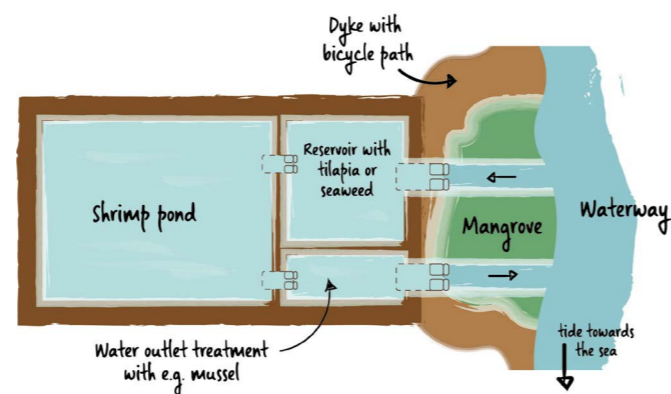 Dyke with
bicycle path
Reservoir with
tilapia or
seaweed
Shrimp pond
Mangrove
Waterway
Water outlet treatment
with e.g. mussel
tide towards
the sea